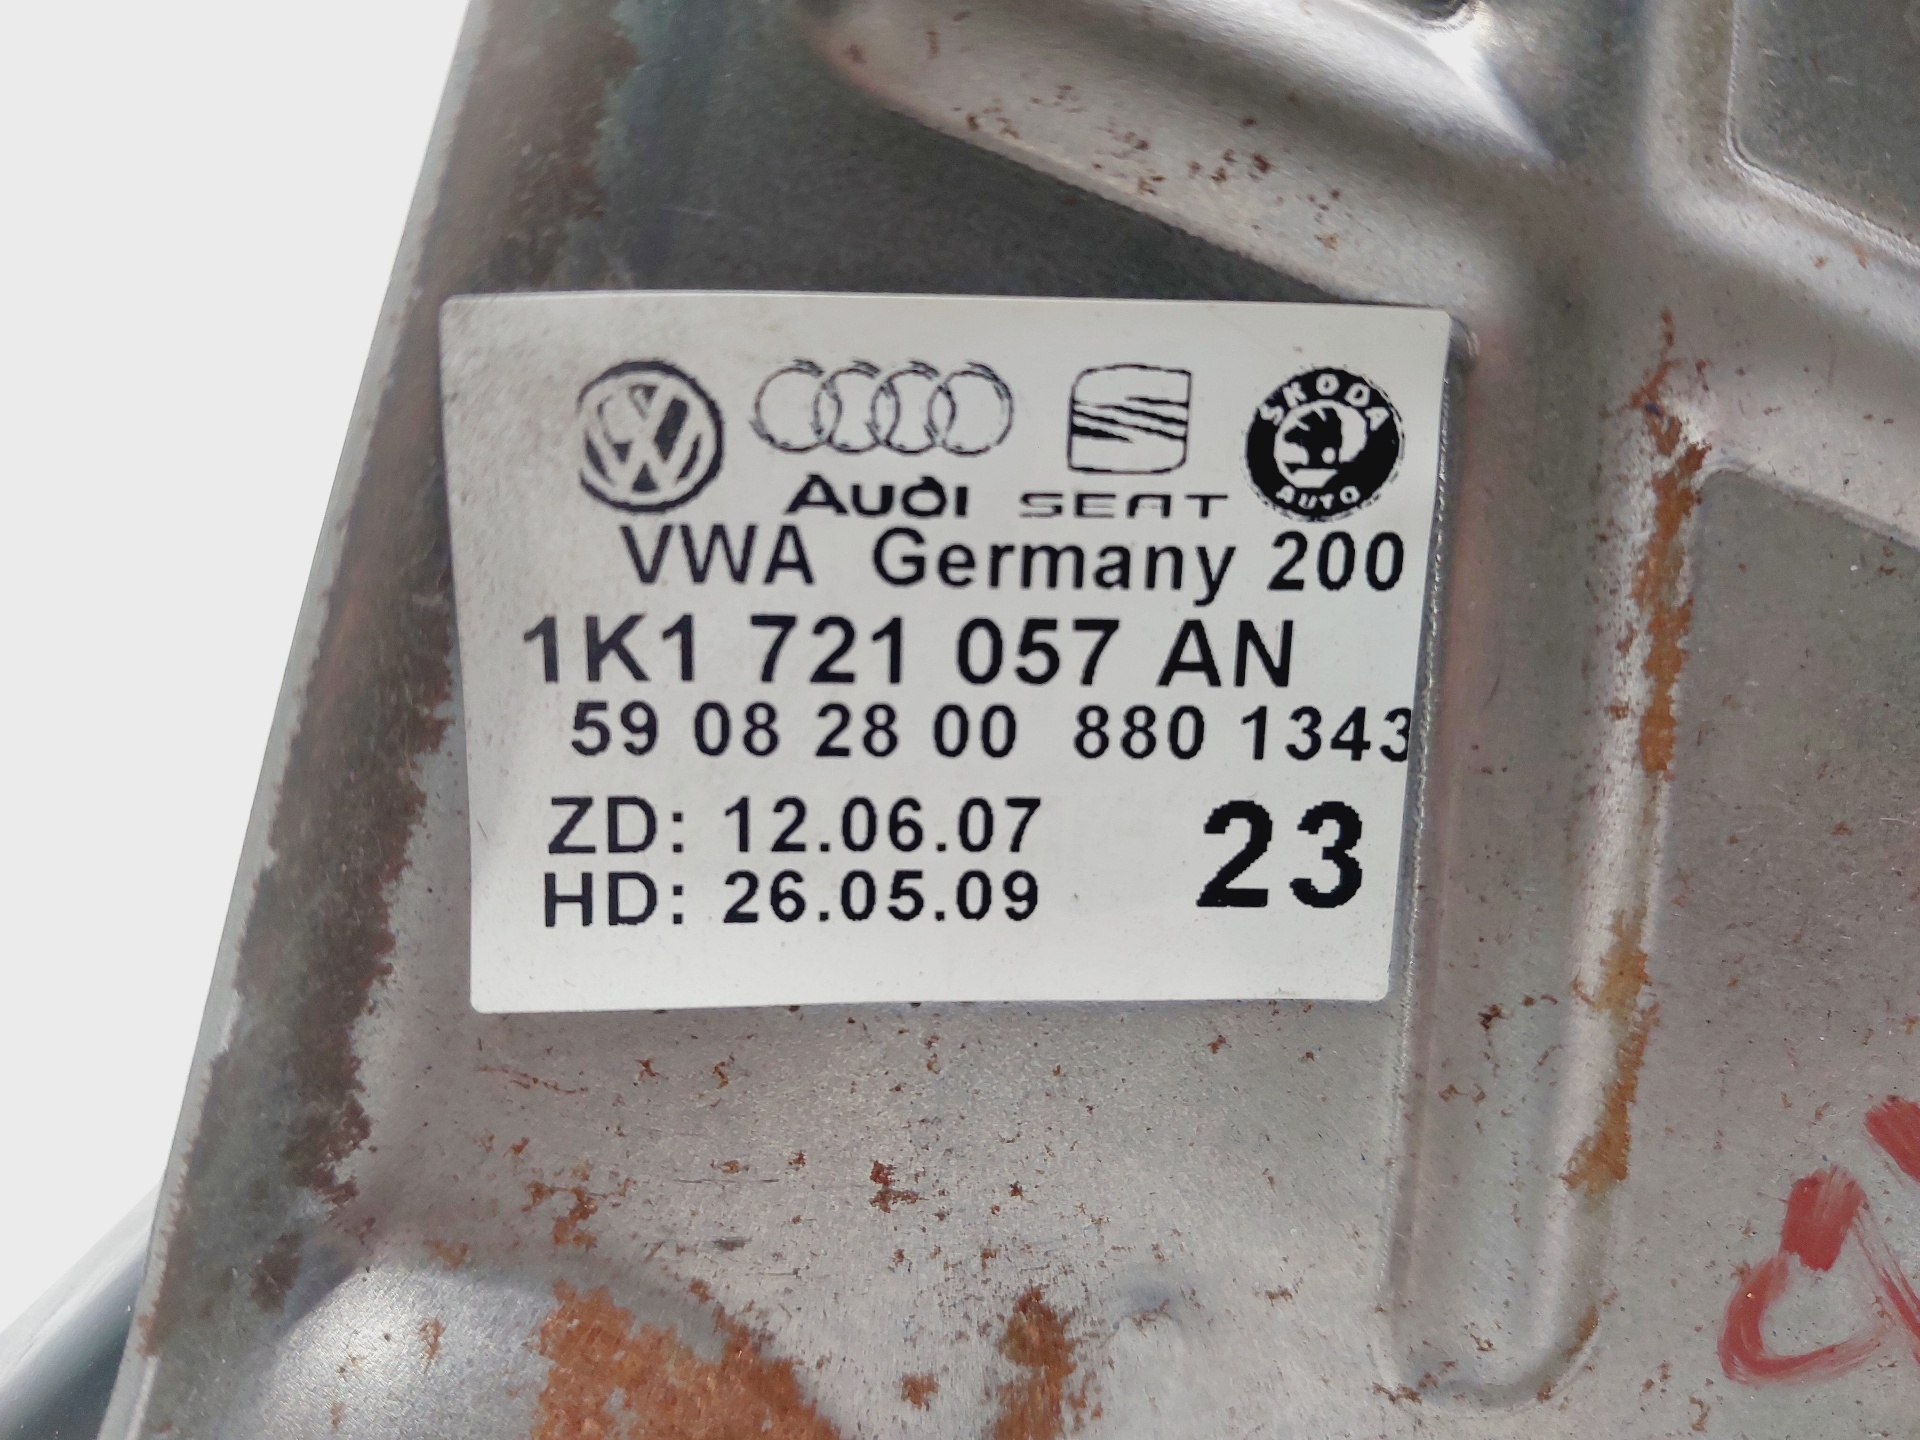 AUDI SEAT ŠKODA AUTO
VWA Germany 200
1K1 721 057 AN
59 08 28 00 880 1343
ZD: 12.06.07
HD: 26.05.09
23